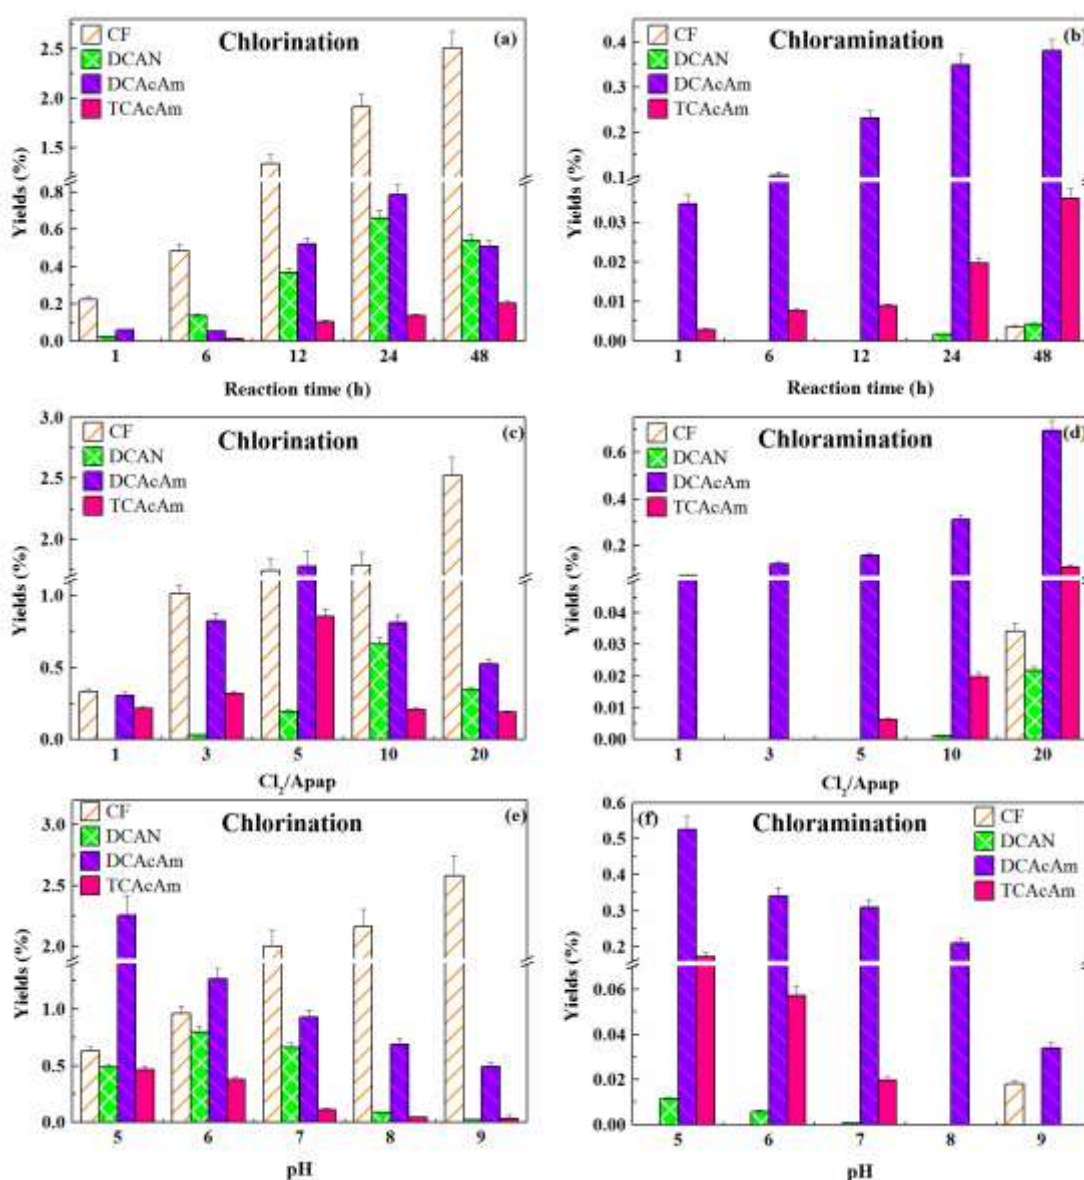 Chlorination
(a)
CF
DCAN
DCAcAm
TCAcAm
Yields (%)
2.5
2.0
1.5
0.8
0.6
0.4
0.2
0.0
1 6 12 24 48
Reaction time (h)
Chloramination
(b)
CF
DCAN
DCAcAm
TCAcAm
Yields (%)
0.4
0.3
0.2
0.1
0.03
0.02
0.01
0.00
1 6 12 24 48
Reaction time (h)
Chlorination
(c)
CF
DCAN
DCAcAm
TCAcAm
Yields (%)
3.0
2.5
2.0
1.0
0.5
0.0
1 3 5 10 20
Cl₂/Apap
Chloramination
(d)
CF
DCAN
DCAcAm
TCAcAm
Yields (%)
0.6
0.4
0.2
0.04
0.03
0.02
0.01
0.00
1 3 5 10 20
Cl₂/Apap
Chlorination
(e)
CF
DCAN
DCAcAm
TCAcAm
Yields (%)
3.0
2.5
2.0
1.0
0.5
0.0
5 6 7 8 9
pH
(f)
Chloramination
CF
DCAN
DCAcAm
TCAcAm
Yields (%)
0.6
0.5
0.4
0.3
0.2
0.06
0.04
0.02
0.00
5 6 7 8 9
pH